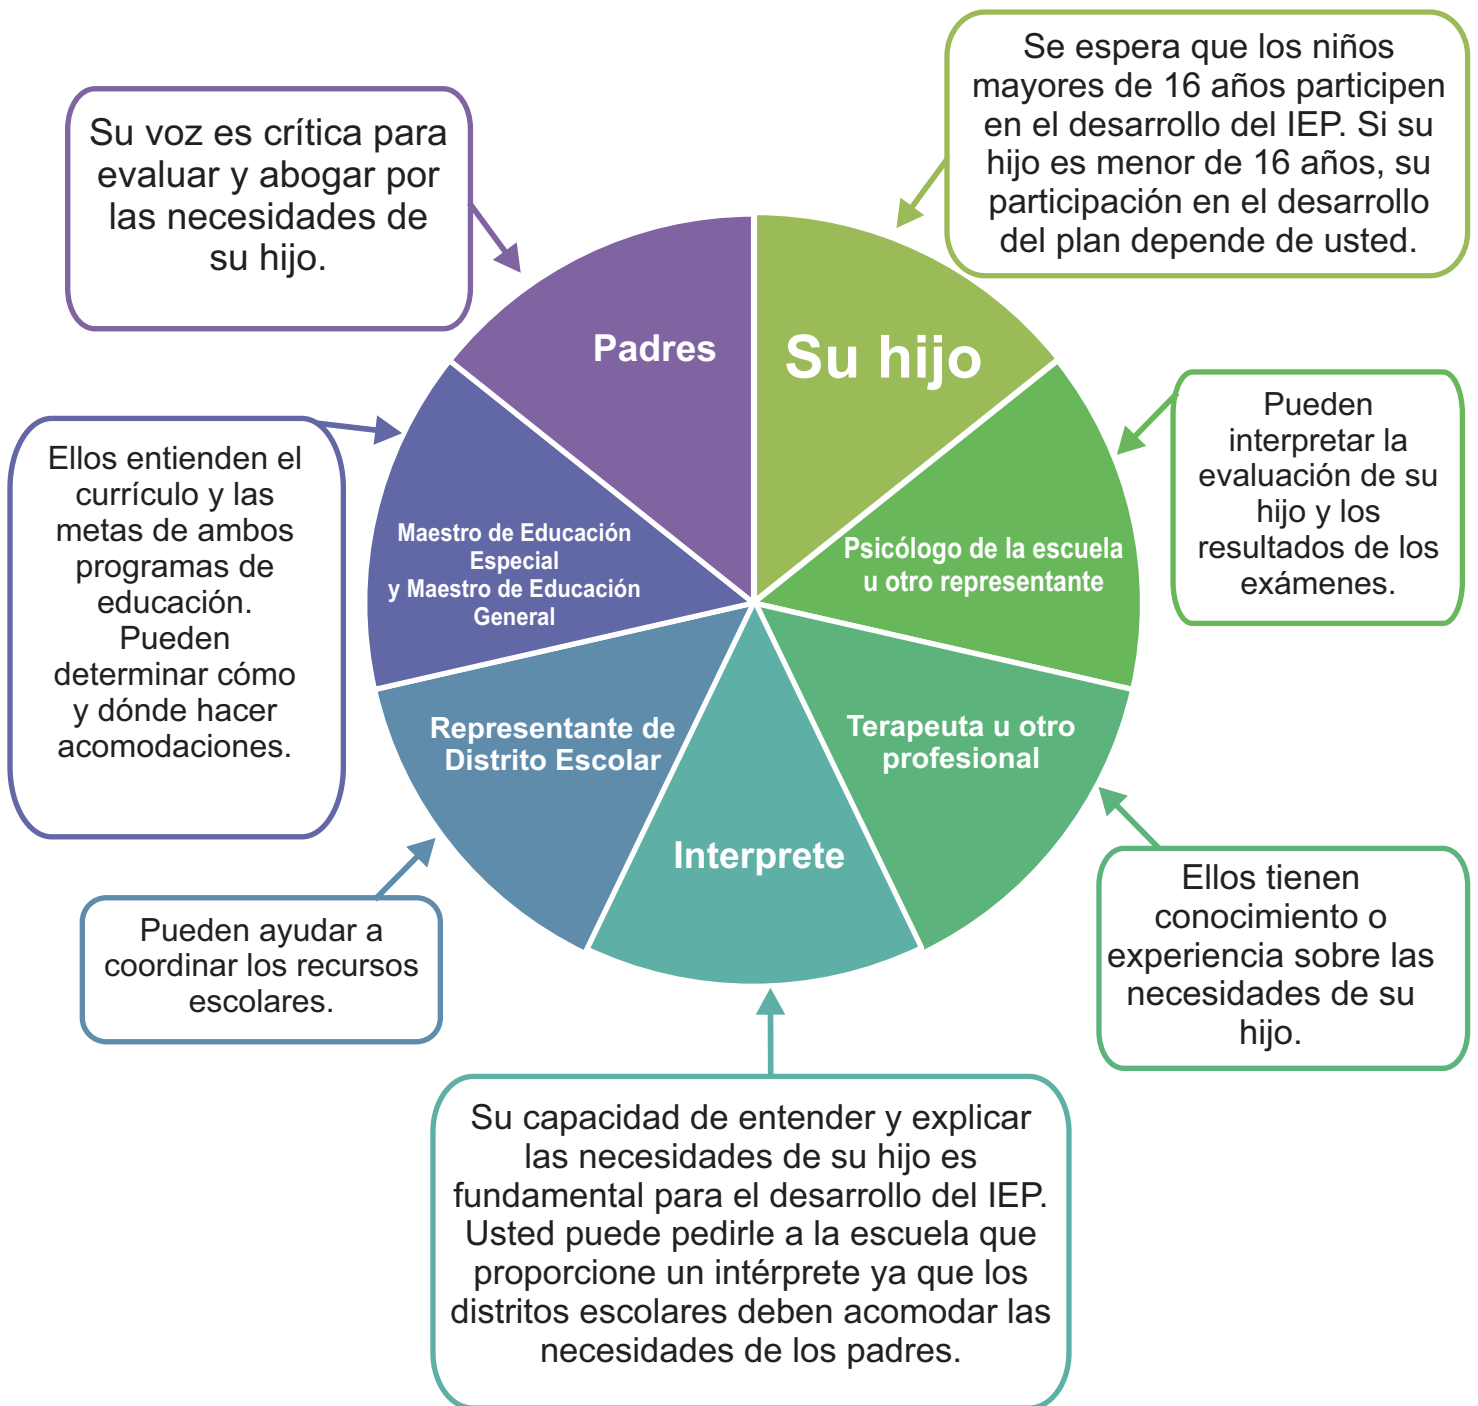 Se espera que los niños
mayores de 16 años participen
en el desarrollo del IEP. Si su
hijo es menor de 16 años, su
participación en el desarrollo
del plan depende de usted.
Su voz es crítica para
evaluar y abogar por
las necesidades de
su hijo.
Padres
Su hijo
Pueden
interpretar la
evaluación de su
hijo y los
resultados de los
exámenes.
Ellos entienden el
currículo y las
metas de ambos
programas de
educación.
Pueden
determinar cómo
y dónde hacer
acomodaciones.
Maestro de Educación
Especial
y Maestro de Educación
General
Psicólogo de la escuela
u otro representante
Representante de
Distrito Escolar
Terapeuta u otro
profesional
Interprete
Pueden ayudar a
coordinar los recursos
escolares.
Ellos tienen
conocimiento o
experiencia sobre las
necesidades de su
hijo.
Su capacidad de entender y explicar
las necesidades de su hijo es
fundamental para el desarrollo del IEP.
Usted puede pedirle a la escuela que
proporcione un intérprete ya que los
distritos escolares deben acomodar las
necesidades de los padres.